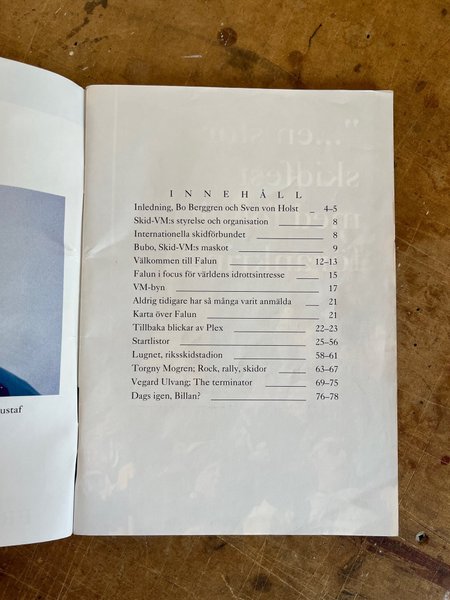 ustaf
INNEHÅLL
Inledning, Bo Berggren och Sven von Holst 4–5
Skid-VM:s styrelse och organisation 8
Internationella skidförbundet 8
Bubo, Skid-VM:s maskot 9
Välkommen till Falun 12–13
Falun i focus för världens idrottsintresse 15
VM-byn 17
Aldrig tidigare har så många varit anmälda 21
Karta över Falun 21
Tillbaka blickar av Plex 22–23
Startlistor 25–56
Lugnet, riksskidstadion 58–61
Torgny Mogren; Rock, rally, skidor 63–67
Vegard Ulvang; The terminator 69–75
Dags igen, Billan? 76–78